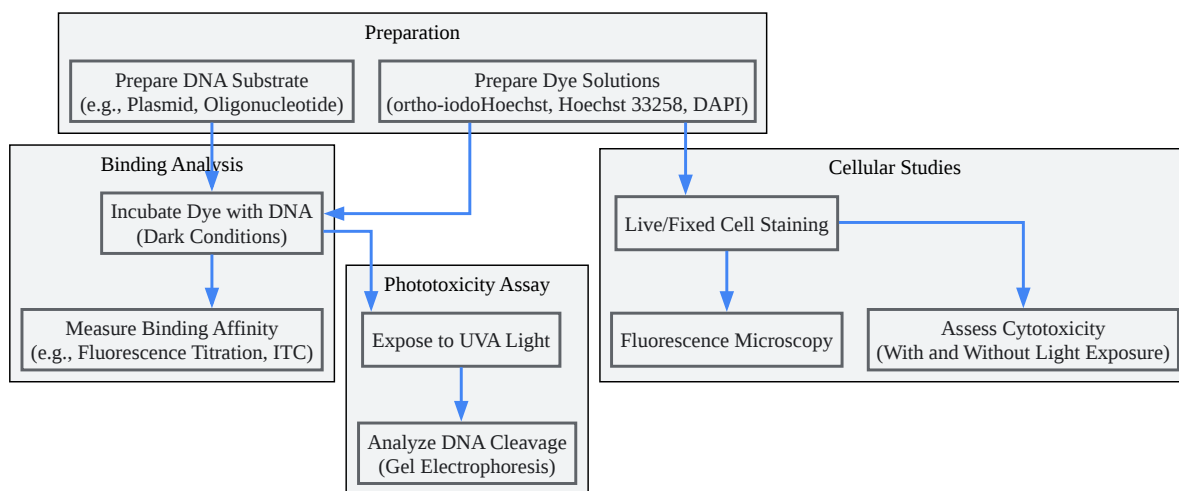 Preparation
Prepare DNA Substrate
(e.g., Plasmid, Oligonucleotide)
Prepare Dye Solutions
(ortho-iodoHoechst, Hoechst 33258, DAPI)
Binding Analysis
Incubate Dye with DNA
(Dark Conditions)
Measure Binding Affinity
(e.g., Fluorescence Titration, ITC)
Phototoxicity Assay
Expose to UVA Light
Analyze DNA Cleavage
(Gel Electrophoresis)
Cellular Studies
Live/Fixed Cell Staining
Fluorescence Microscopy
Assess Cytotoxicity
(With and Without Light Exposure)